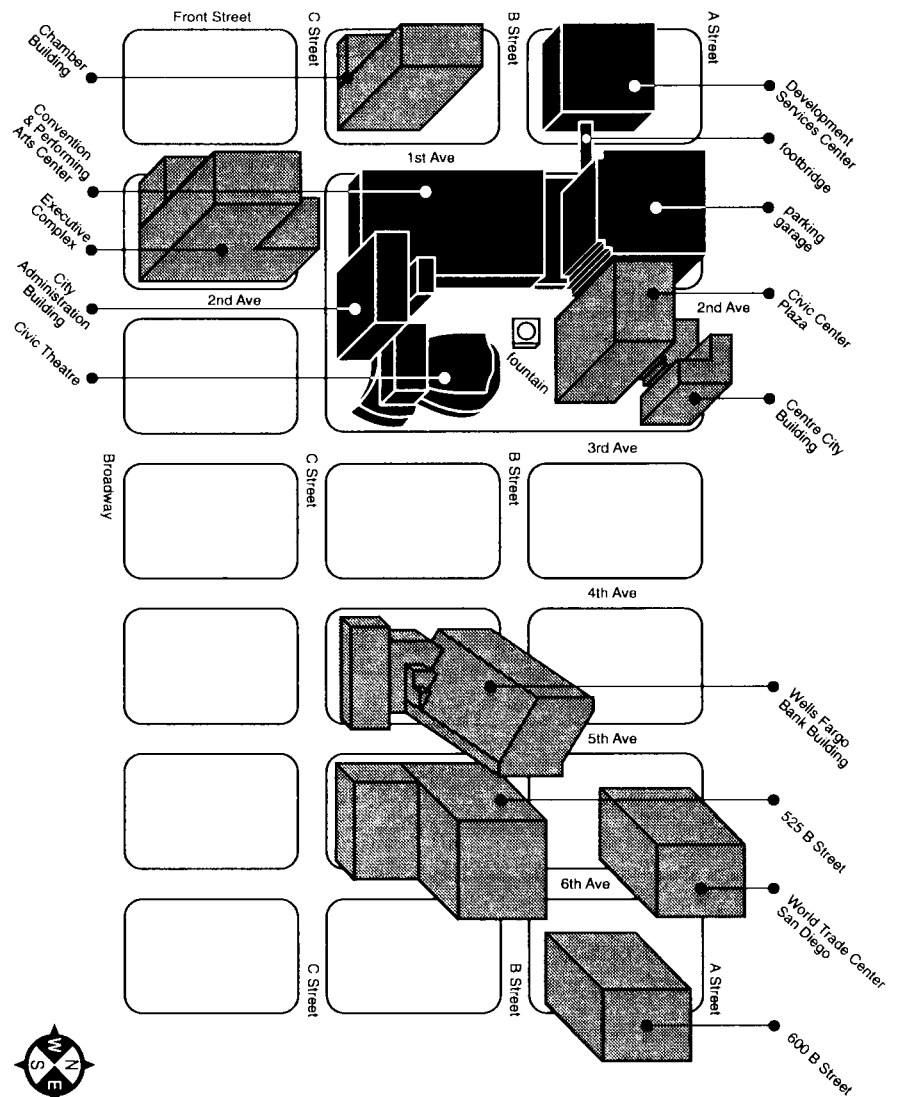 Front Street
C Street
B Street
A Street
Chamber
Building
Development
Services Center
Convention
& Performing
Arts Center
1st Ave
footbridge
Executive
Complex
parking
garage
City
Administration
Building
2nd Ave
2nd Ave
Civic Center
Plaza
Civic Theatre
fountain
Centre City
Building
3rd Ave
Broadway
C Street
B Street
4th Ave
Wells Fargo
Bank Building
5th Ave
525 B Street
6th Ave
World Trade Center
San Diego
C Street
B Street
A Street
600 B Street
W
S
N
E